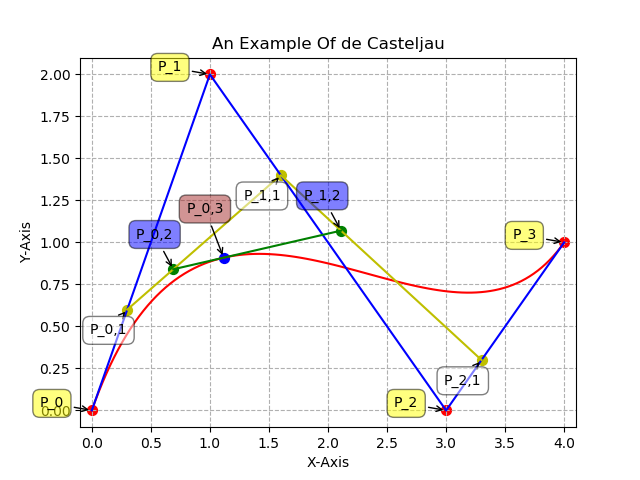 An Example Of de Casteljau
2.00
1.75
1.50
1.25
1.00
0.75
0.50
0.25
0.00
Y-Axis
P_1
P_1,1
P_1,2
P_0,3
P_0,2
P_3
P_0,1
P_2,1
P_0
P_2
0.0 0.5 1.0 1.5 2.0 2.5 3.0 3.5 4.0
X-Axis